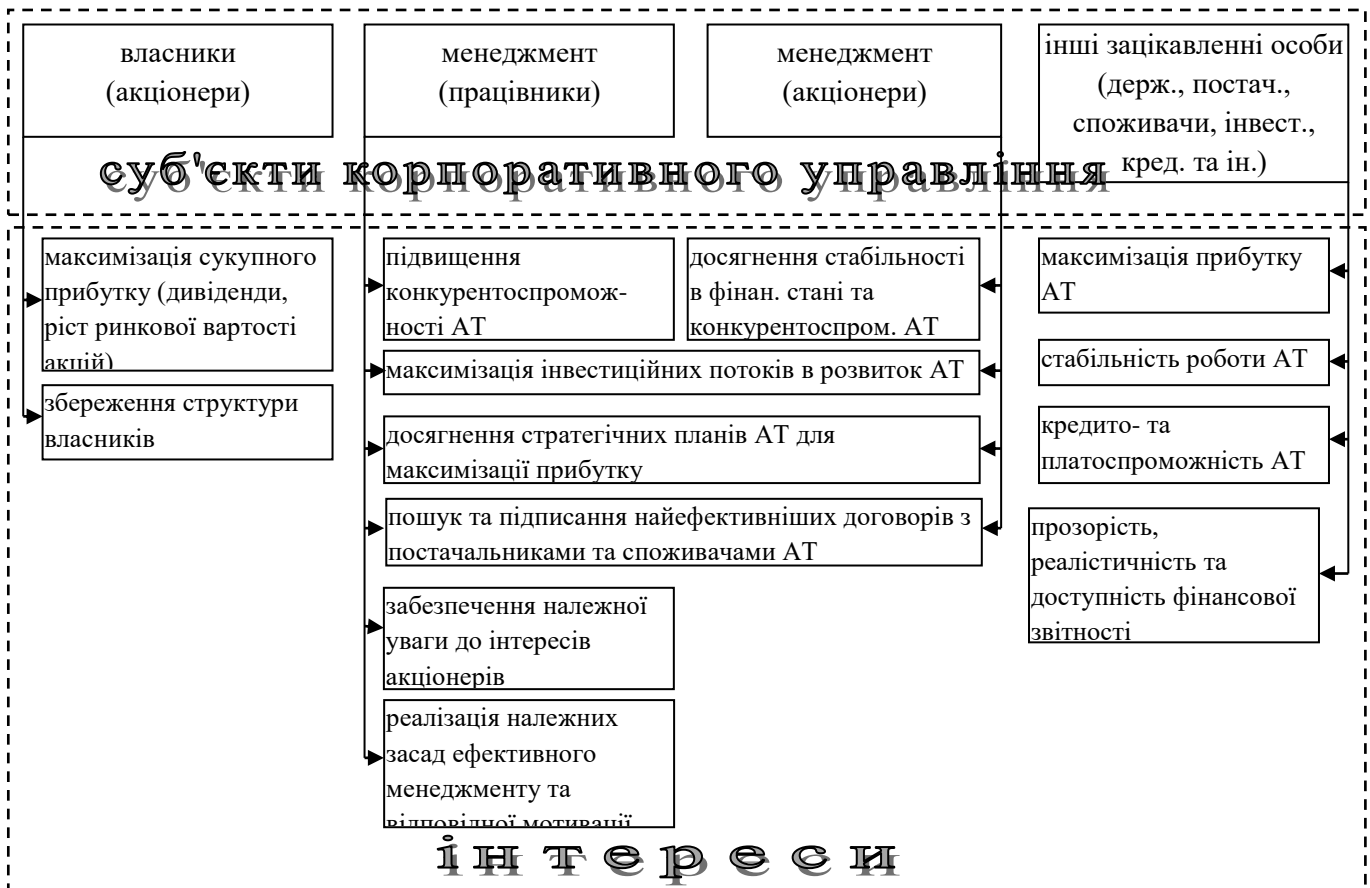 власники
(акціонери)
менеджмент
(працівники)
менеджмент
(акціонери)
інші зацікавленні особи
(держ., постач.,
споживачи, інвест.,
кред. та ін.)
суб'єкти корпоративного управління
максимізація сукупного
прибутку (дивіденди,
ріст ринкової вартості
акцій)
збереження структури
власників
підвищення
конкурентоспромож-
ності АТ
досягнення стабільності
в фінан. стані та
конкурентоспром. АТ
максимізація інвестиційних потоків в розвиток АТ
досягнення стратегічних планів АТ для
максимізації прибутку
пошук та підписання найефективніших договорів з
постачальниками та споживачами АТ
забезпечення належної
уваги до інтересів
акціонерів
реалізація належних
засад ефективного
менеджменту та
відповідної мотивації
максимізація прибутку
АТ
стабільність роботи АТ
кредито- та
платоспроможність АТ
прозорість,
реалістичність та
доступність фінансової
звітності
інтереси